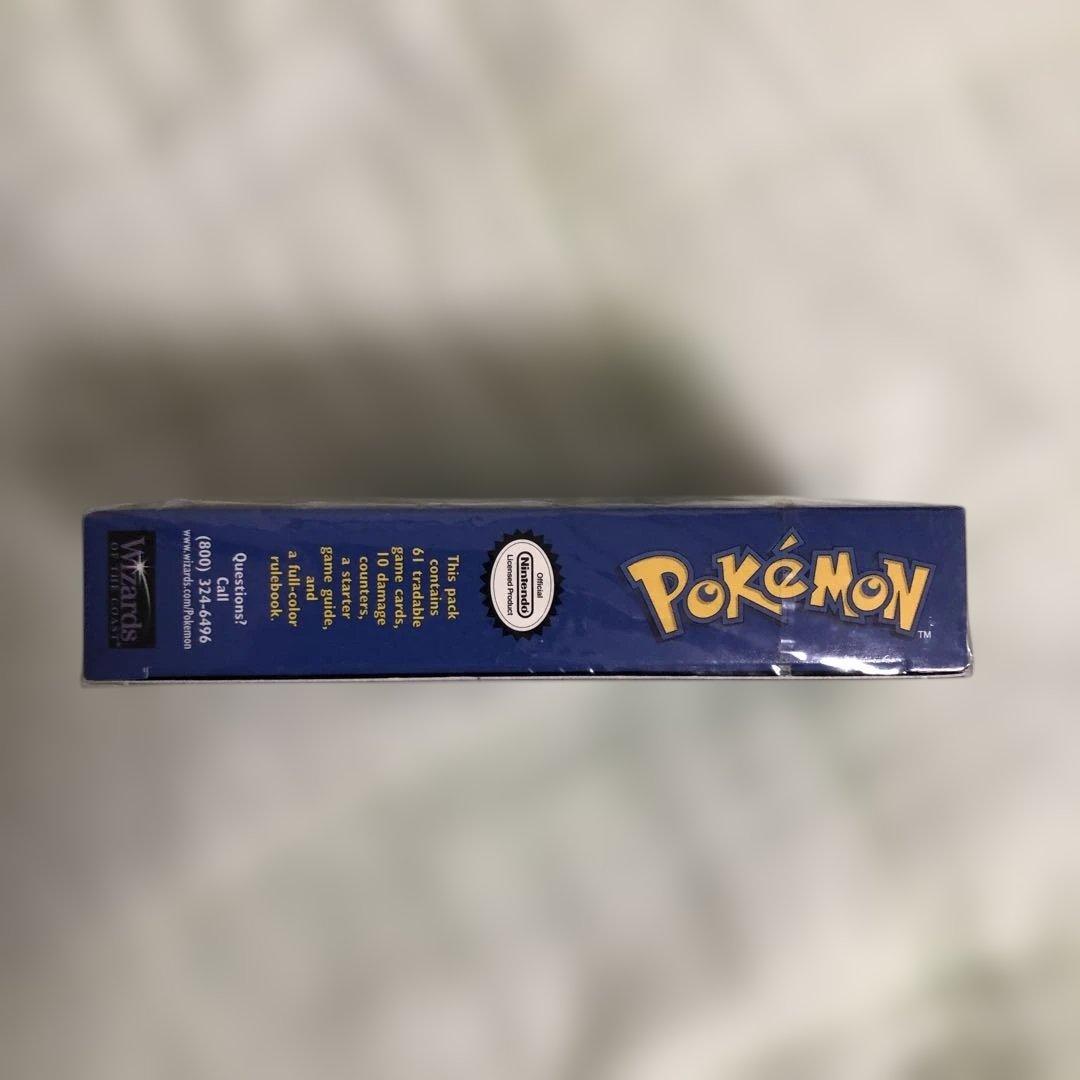 POKéMON
TM
Official
Nintendo
Licensed Product
This pack
contains
61 tradable
game cards,
10 damage
counters,
a starter
game guide,
and
a full-color
rulebook.
Questions?
Call
(800) 324-6496
www.wizards.com/Pokemon
WIZARDS
OF THE COAST